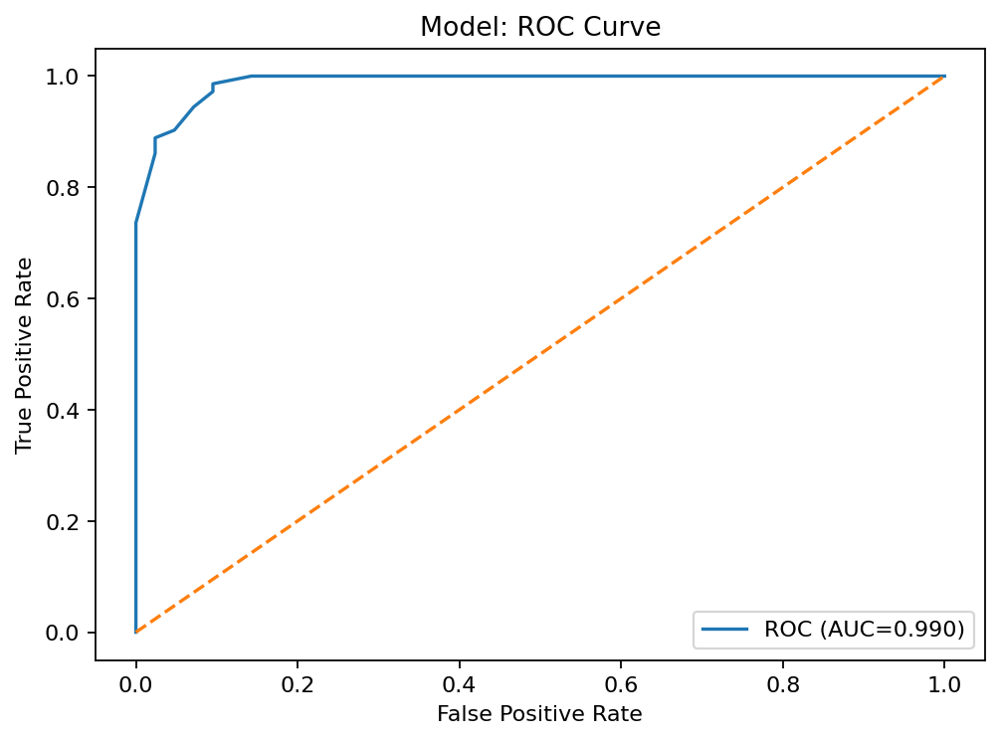 Model: ROC Curve
True Positive Rate
1.0
0.8
0.6
0.4
0.2
0.0
ROC (AUC=0.990)
0.0 0.2 0.4 0.6 0.8 1.0
False Positive Rate